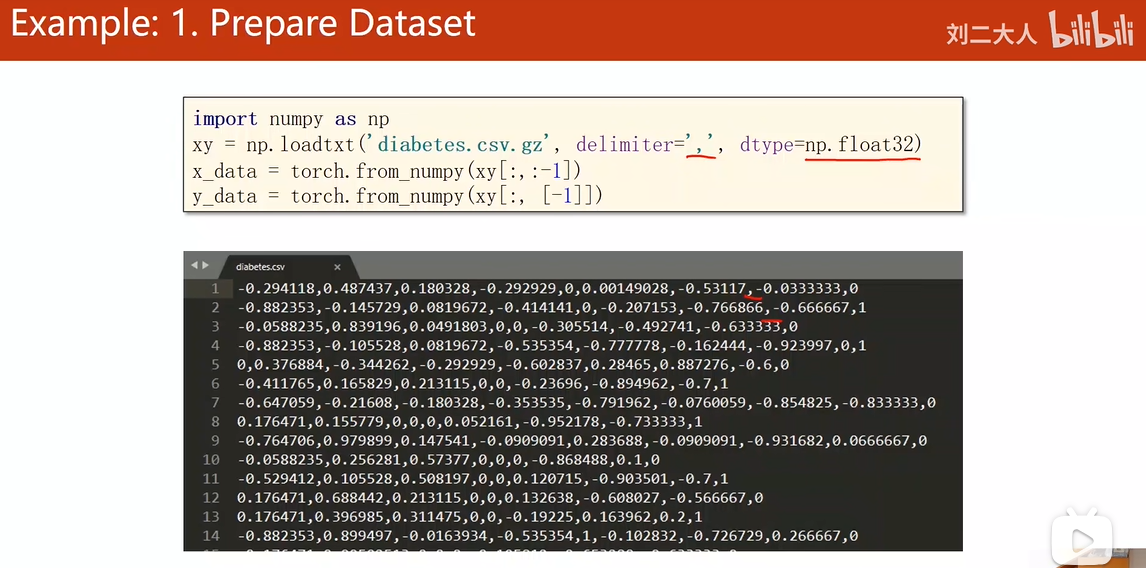 Example: 1. Prepare Dataset
刘二大人 bilibili
import numpy as np
xy = np.loadtxt('diabetes.csv.gz', delimiter=',', dtype=np.float32)
x_data = torch.from_numpy(xy[:,:-1])
y_data = torch.from_numpy(xy[:, [-1]])
diabetes.csv ×
1 -0.294118,0.487437,0.180328,-0.292929,0,0.00149028,-0.53117,-0.0333333,0
2 -0.882353,-0.145729,0.0819672,-0.414141,0,-0.207153,-0.766866,-0.666667,1
3 -0.0588235,0.839196,0.0491803,0,0,-0.305514,-0.492741,-0.633333,0
4 -0.882353,-0.105528,0.0819672,-0.535354,-0.777778,-0.162444,-0.923997,0,1
5 0,0.376884,-0.344262,-0.292929,-0.602837,0.28465,0.887276,-0.6,0
6 -0.411765,0.165829,0.213115,0,0,-0.23696,-0.894962,-0.7,1
7 -0.647059,-0.21608,-0.180328,-0.353535,-0.791962,-0.0760059,-0.854825,-0.833333,0
8 0.176471,0.155779,0,0,0,0.052161,-0.952178,-0.733333,1
9 -0.764706,0.979899,0.147541,-0.0909091,0.283688,-0.0909091,-0.931682,0.0666667,0
10 -0.0588235,0.256281,0.57377,0,0,0,-0.868488,0.1,0
11 -0.529412,0.105528,0.508197,0,0,0.120715,-0.903501,-0.7,1
12 0.176471,0.688442,0.213115,0,0,0.132638,-0.608027,-0.566667,0
13 0.176471,0.396985,0.311475,0,0,-0.19225,0.163962,0.2,1
14 -0.882353,0.899497,-0.0163934,-0.535354,1,-0.102832,-0.726729,0.266667,0